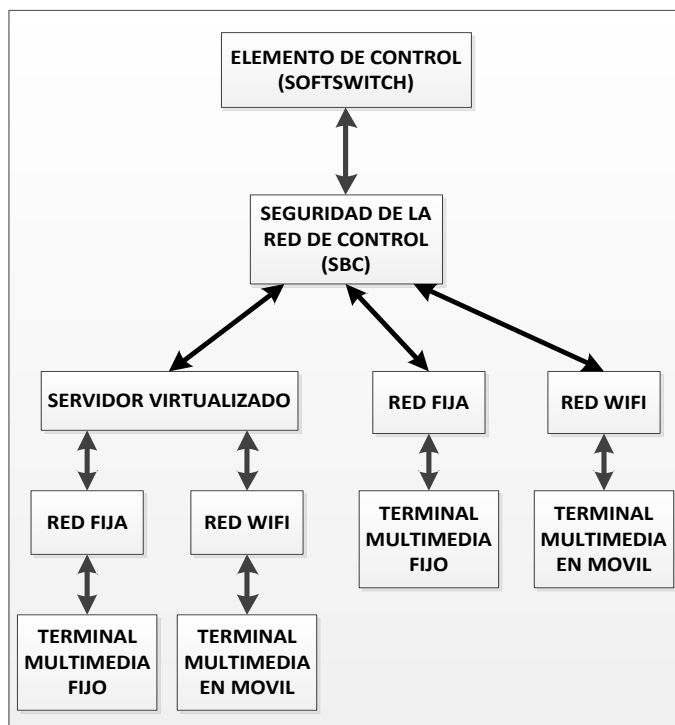 ELEMENTO DE CONTROL
(SOFTSWITCH)
SEGURIDAD DE LA
RED DE CONTROL
(SBC)
SERVIDOR VIRTUALIZADO
RED FIJA
RED WIFI
RED FIJA
RED WIFI
TERMINAL
MULTIMEDIA
FIJO
TERMINAL
MULTIMEDIA
EN MOVIL
TERMINAL
MULTIMEDIA
FIJO
TERMINAL
MULTIMEDIA
EN MOVIL